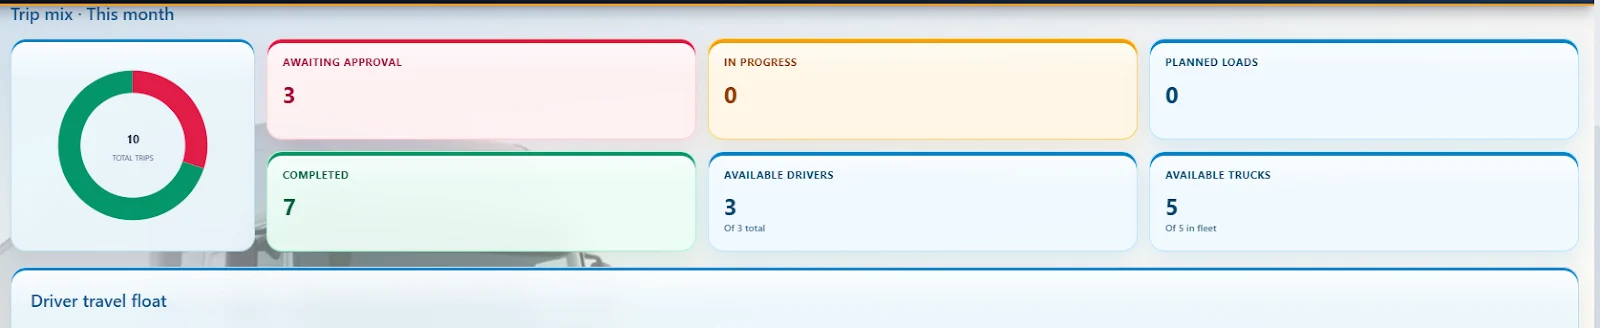 Trip mix · This month
10
TOTAL TRIPS
AWAITING APPROVAL
3
IN PROGRESS
0
PLANNED LOADS
0
COMPLETED
7
AVAILABLE DRIVERS
3
Of 3 total
AVAILABLE TRUCKS
5
Of 5 in fleet
Driver travel float